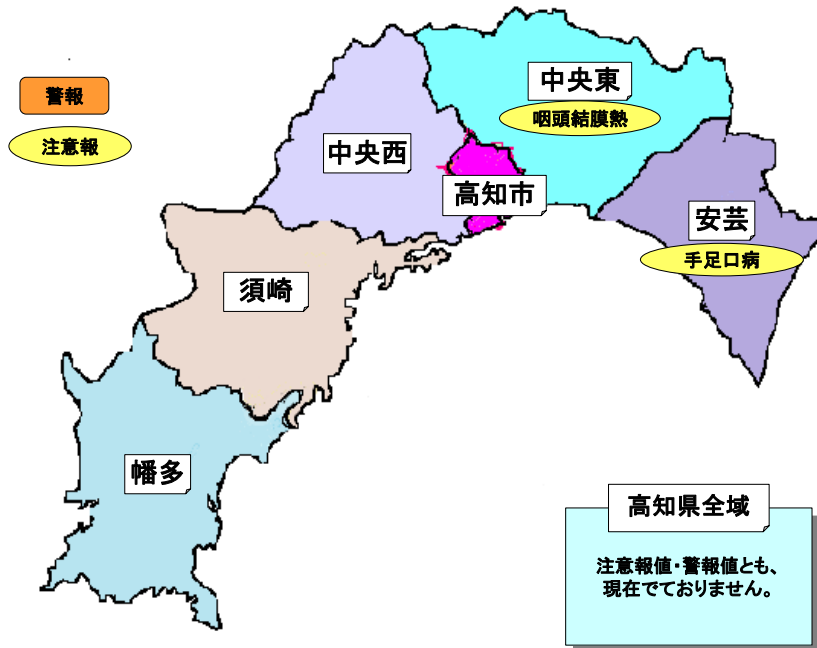 警報
注意報
中央東
咽頭結膜熱
中央西
高知市
安芸
手足口病
須崎
幡多
高知県全域
注意報値・警報値とも、
現在でておりません。